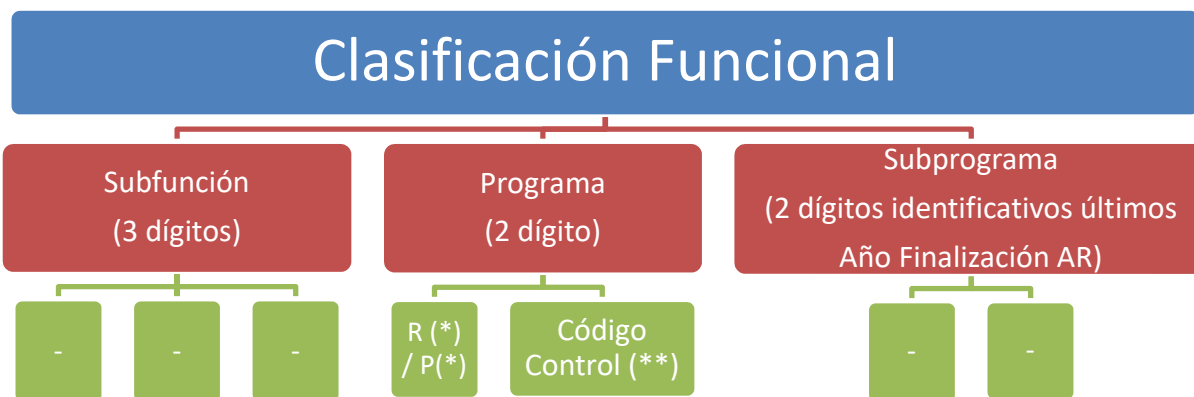 Clasificación Funcional
Subfunción
(3 dígitos)
Programa
(2 dígito)
Subprograma
(2 dígitos identificativos últimos
Año Finalización AR)
-
-
-
R (*)
/ P(*)
Código
Control (**)
-
-